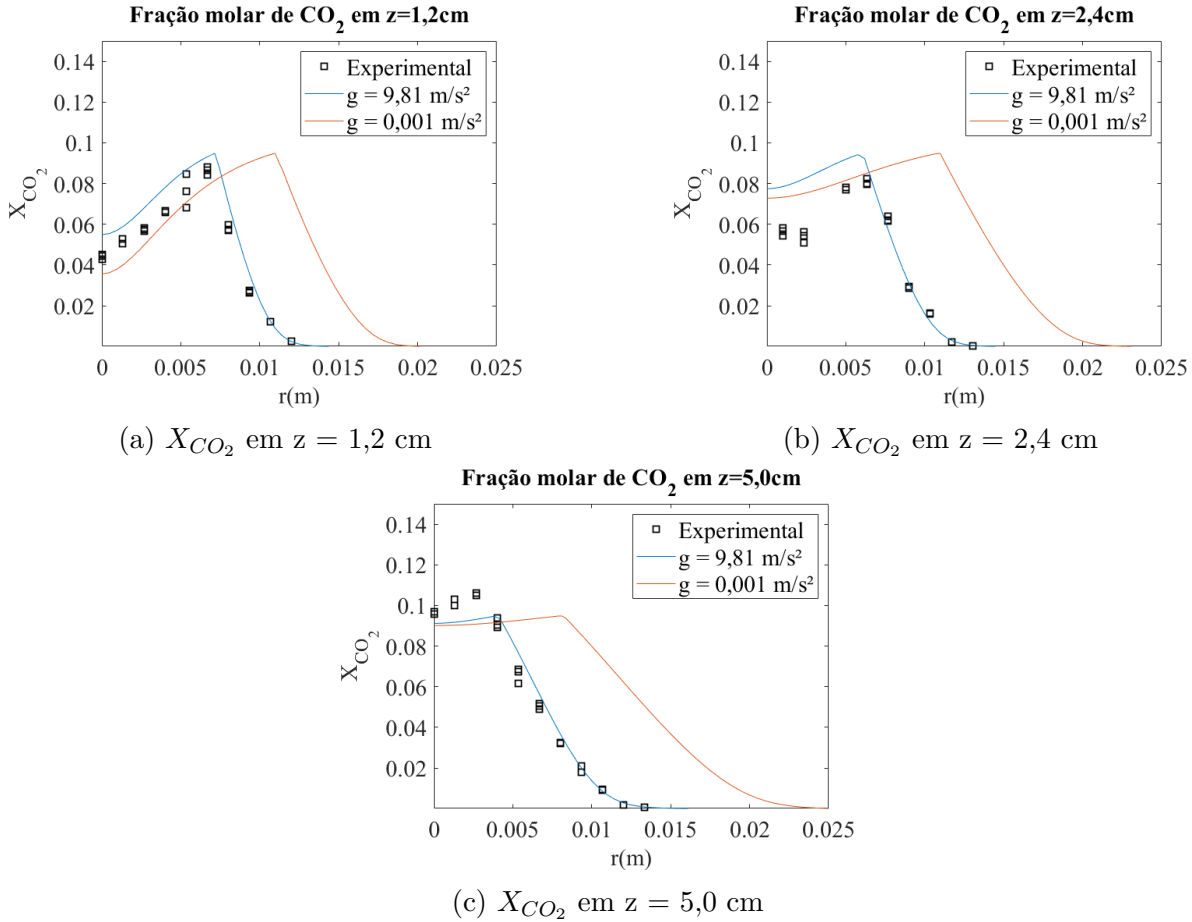 Fração molar de CO₂ em z=1,2cm
0.14
0.12
0.1
0.08
0.06
0.04
0.02
X_CO₂
Experimental
g = 9,81 m/s²
g = 0,001 m/s²
0 0.005 0.01 0.015 0.02 0.025
r(m)
(a) X_CO₂ em z = 1,2 cm
Fração molar de CO₂ em z=2,4cm
0.14
0.12
0.1
0.08
0.06
0.04
0.02
X_CO₂
Experimental
g = 9,81 m/s²
g = 0,001 m/s²
0 0.005 0.01 0.015 0.02 0.025
r(m)
(b) X_CO₂ em z = 2,4 cm
Fração molar de CO₂ em z=5,0cm
0.14
0.12
0.1
0.08
0.06
0.04
0.02
X_CO₂
Experimental
g = 9,81 m/s²
g = 0,001 m/s²
0 0.005 0.01 0.015 0.02 0.025
r(m)
(c) X_CO₂ em z = 5,0 cm